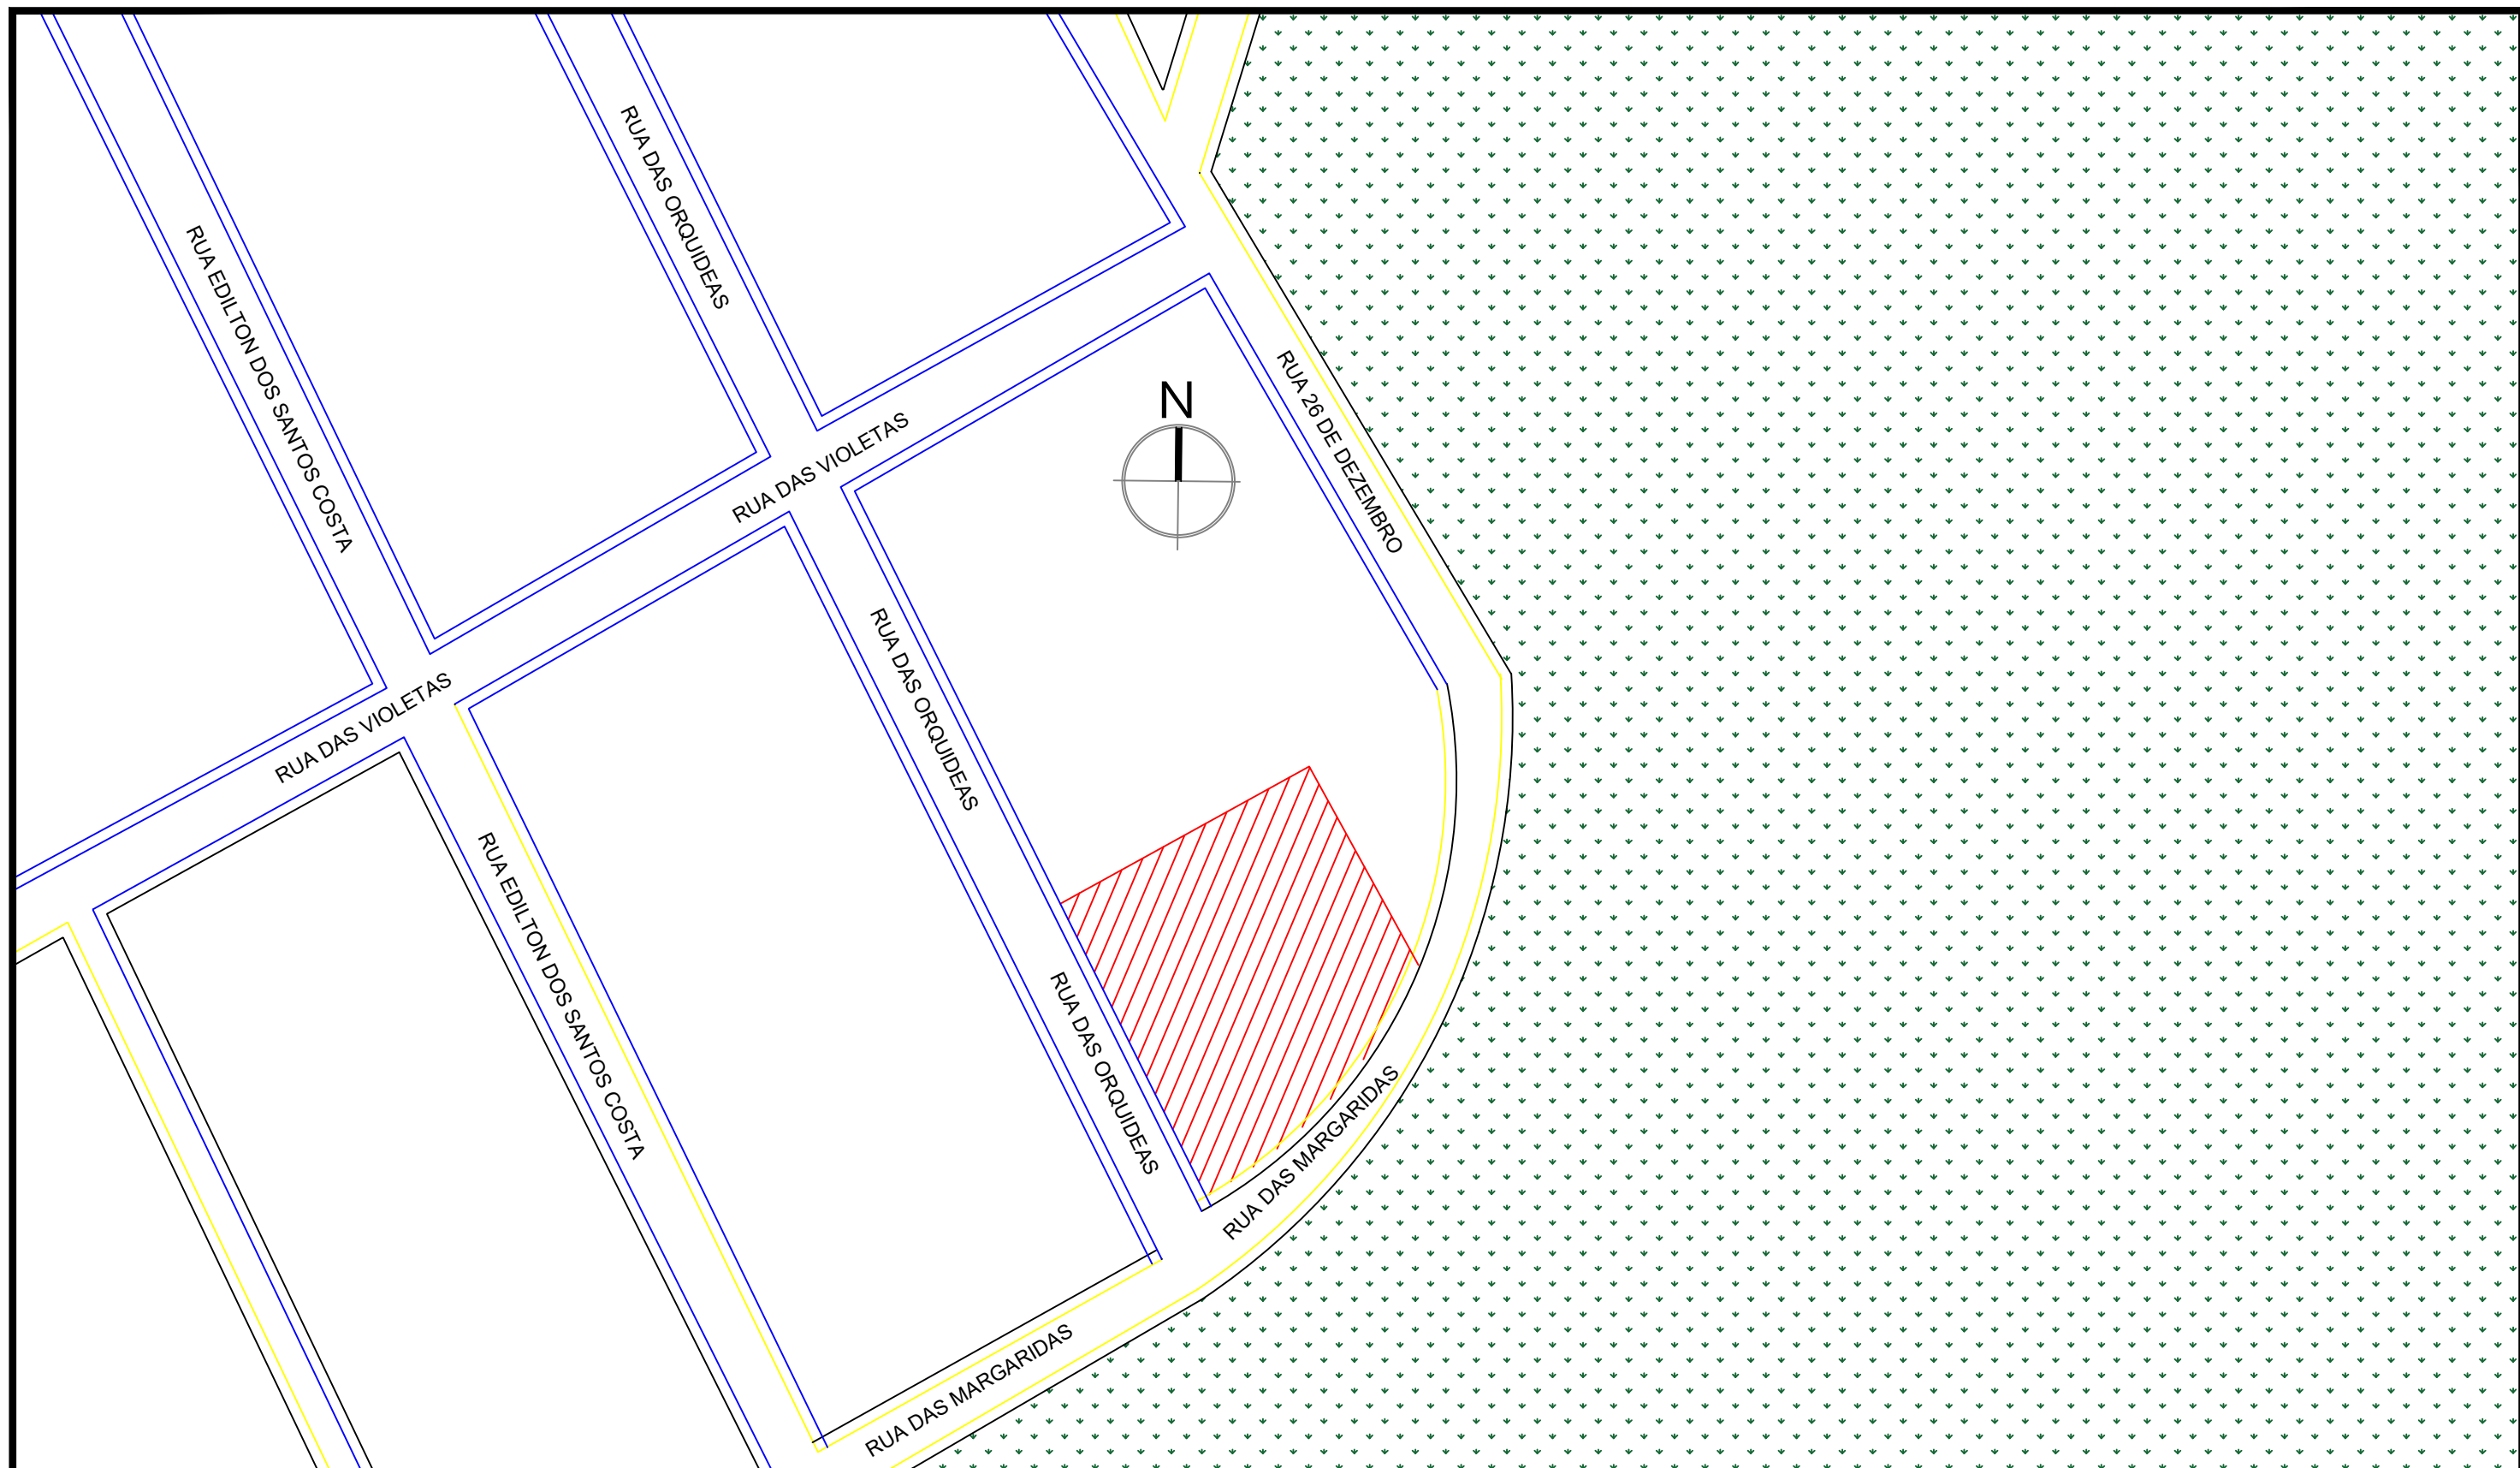 RUA DAS ORQUIDEAS
RUA EDILTON DOS SANTOS COSTA
RUA 26 DE DEZEMBRO
N
RUA DAS VIOLETAS
RUA DAS ORQUIDEAS
RUA DAS VIOLETAS
RUA EDILTON DOS SANTOS COSTA
RUA DAS ORQUIDEAS
RUA DAS MARGARIDAS
RUA DAS MARGARIDAS